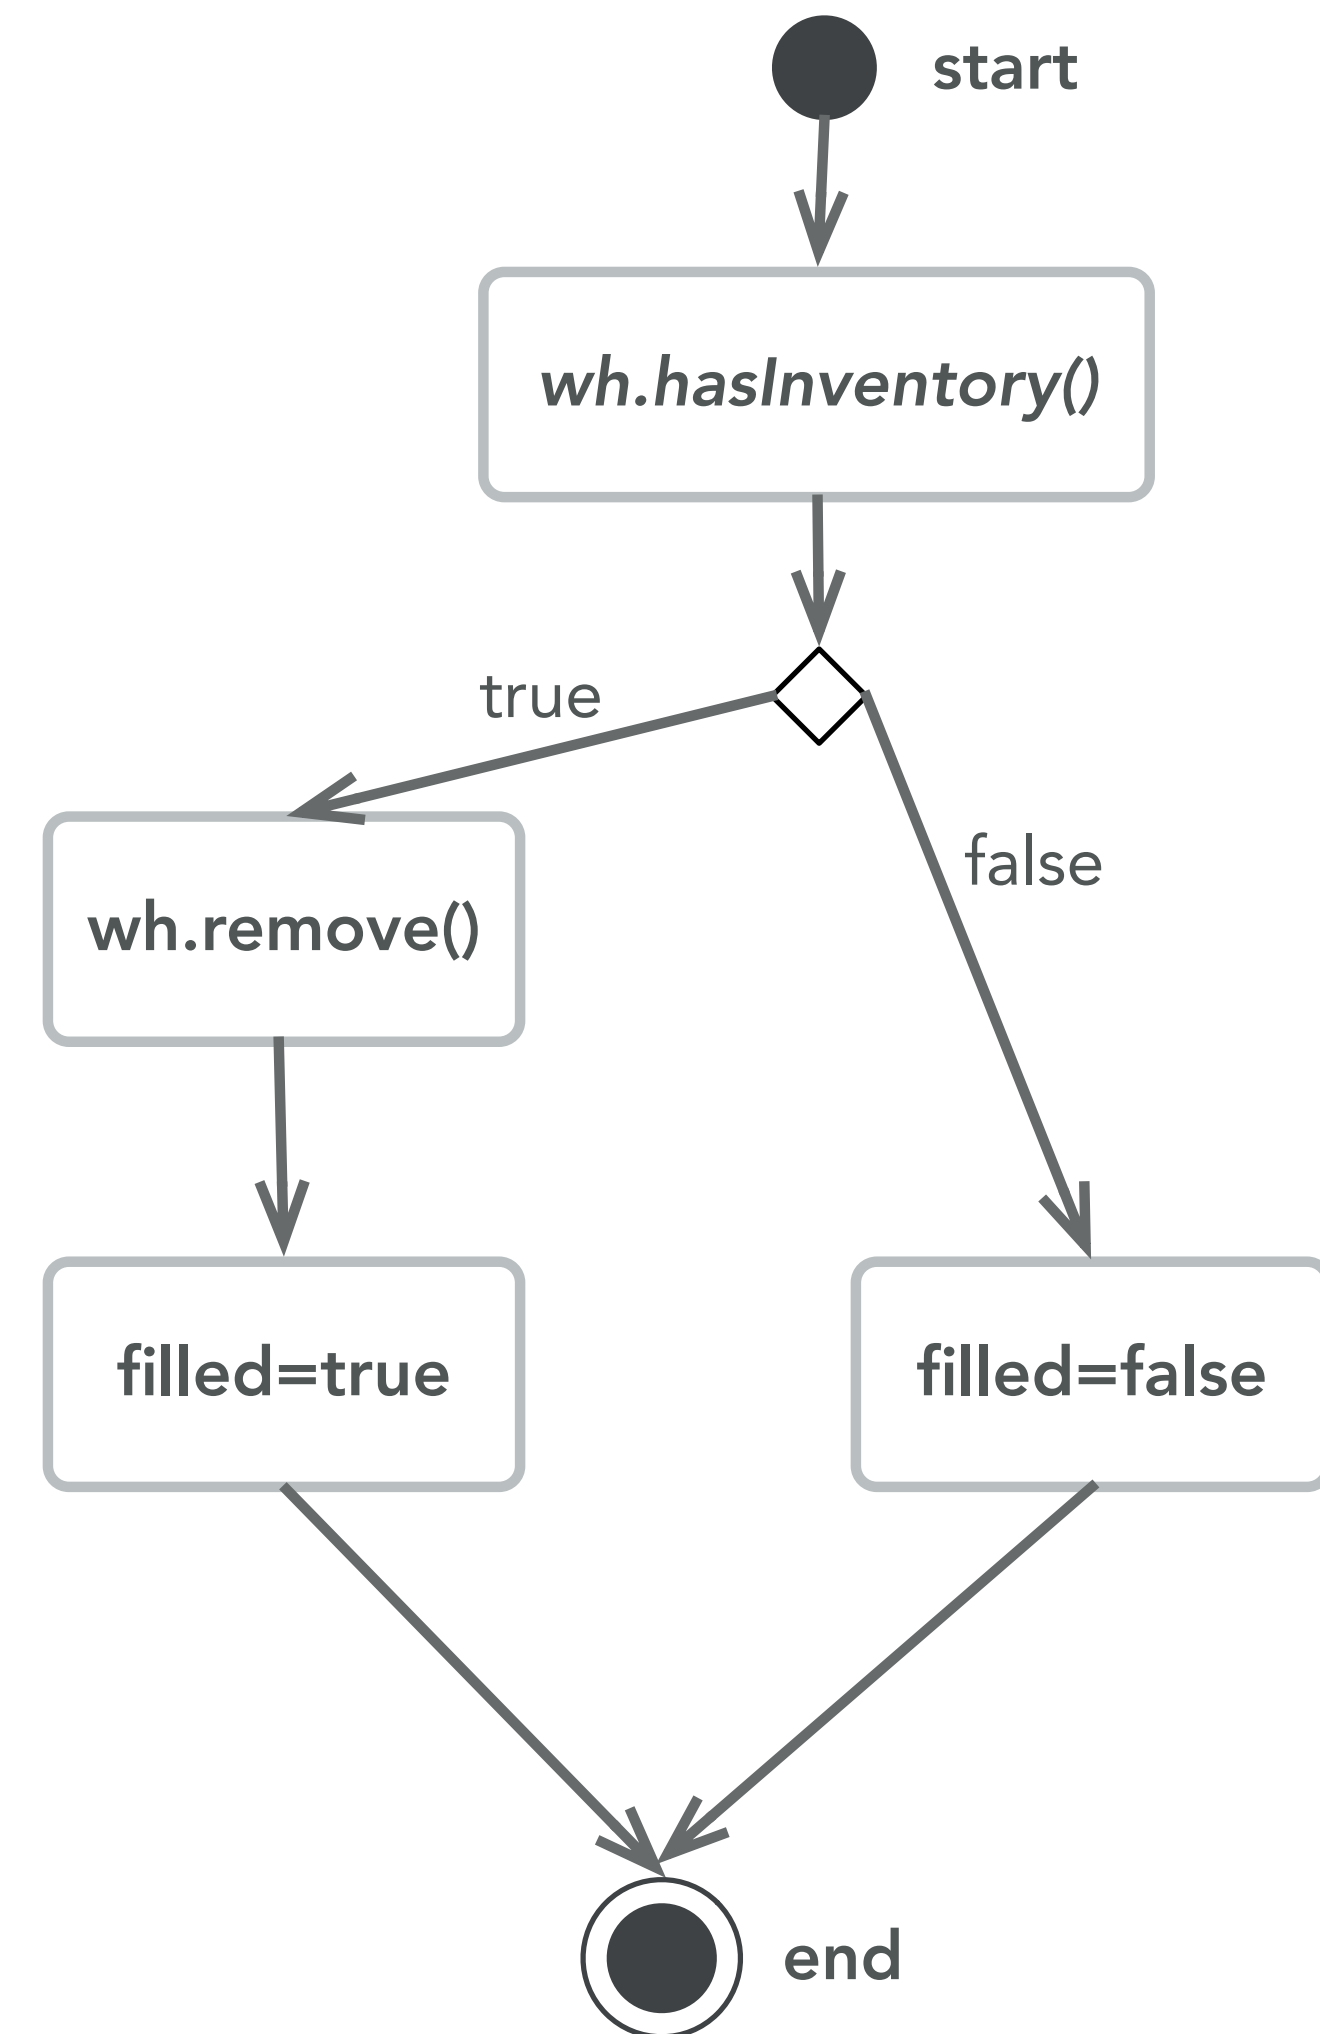 start
wh.hasInventory()
true
false
wh.remove()
filled=true
filled=false
end